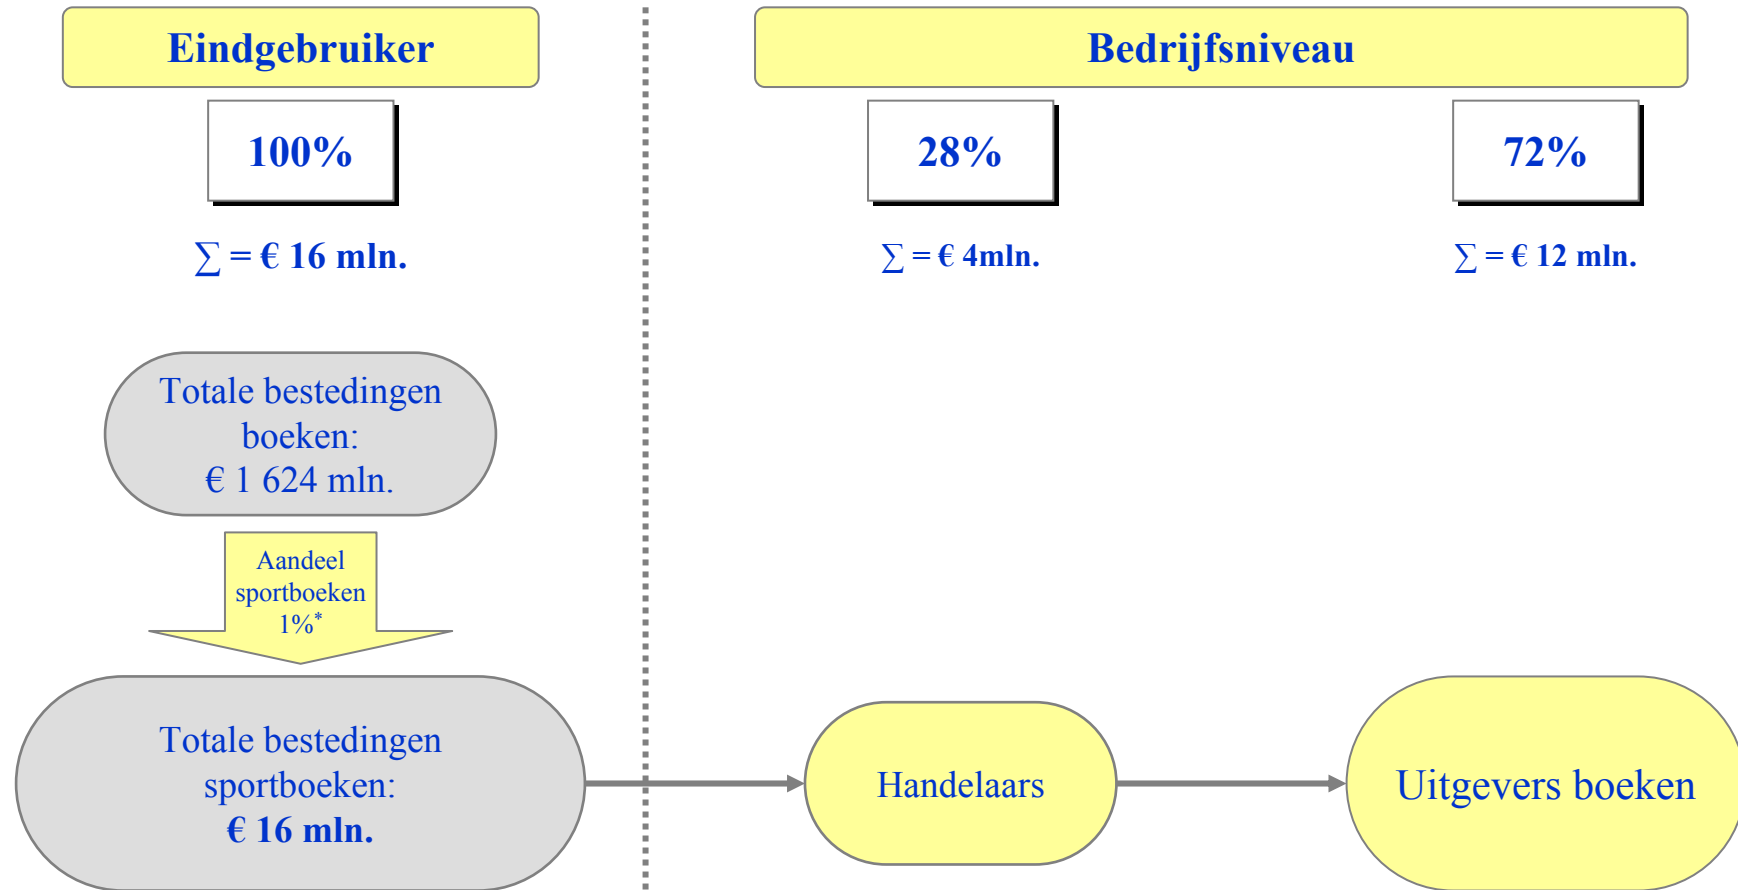 Eindgebruiker
Bedrijfsniveau
100%
28%
72%
∑ = € 16 mln.
∑ = € 4mln.
∑ = € 12 mln.
Totale bestedingen
boeken:
€ 1 624 mln.
Aandeel
sportboeken
1%*
Totale bestedingen
sportboeken:
€ 16 mln.
Handelaars
Uitgevers boeken